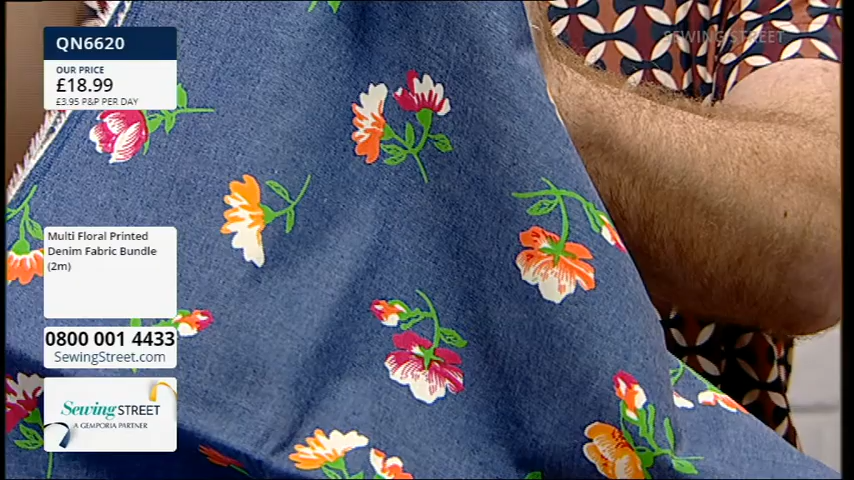 QN6620
OUR PRICE
£18.99
£3.95 P&P PER DAY
SEWING STREET
Multi Floral Printed
Denim Fabric Bundle
(2m)
0800 001 4433
SewingStreet.com
Sewing STREET
A GEMPORIA PARTNER